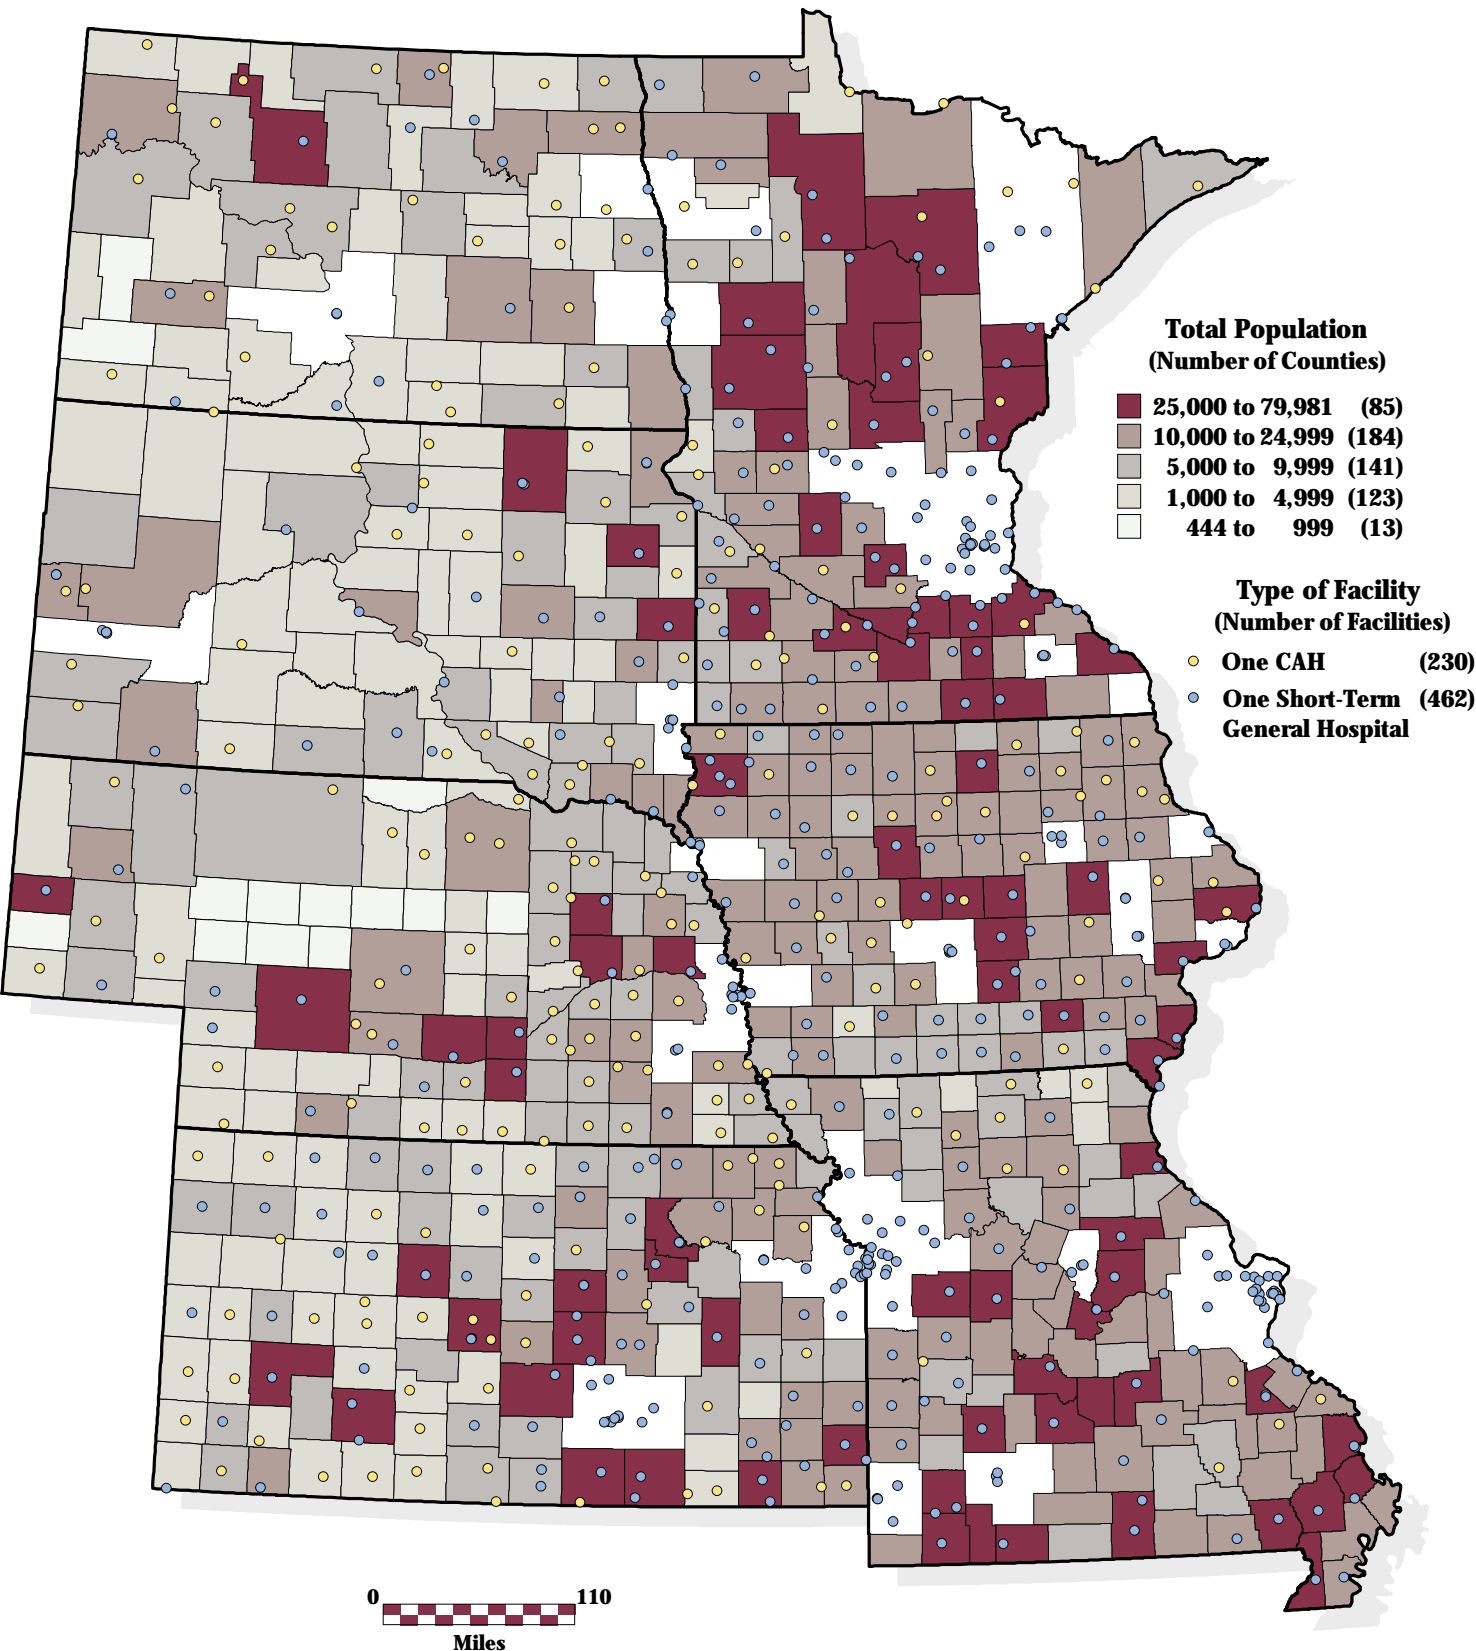 Total Population
(Number of Counties)
25,000 to 79,981 (85)
10,000 to 24,999 (184)
5,000 to 9,999 (141)
1,000 to 4,999 (123)
444 to 999 (13)
Type of Facility
(Number of Facilities)
One CAH (230)
One Short-Term (462)
General Hospital
0 110
Miles